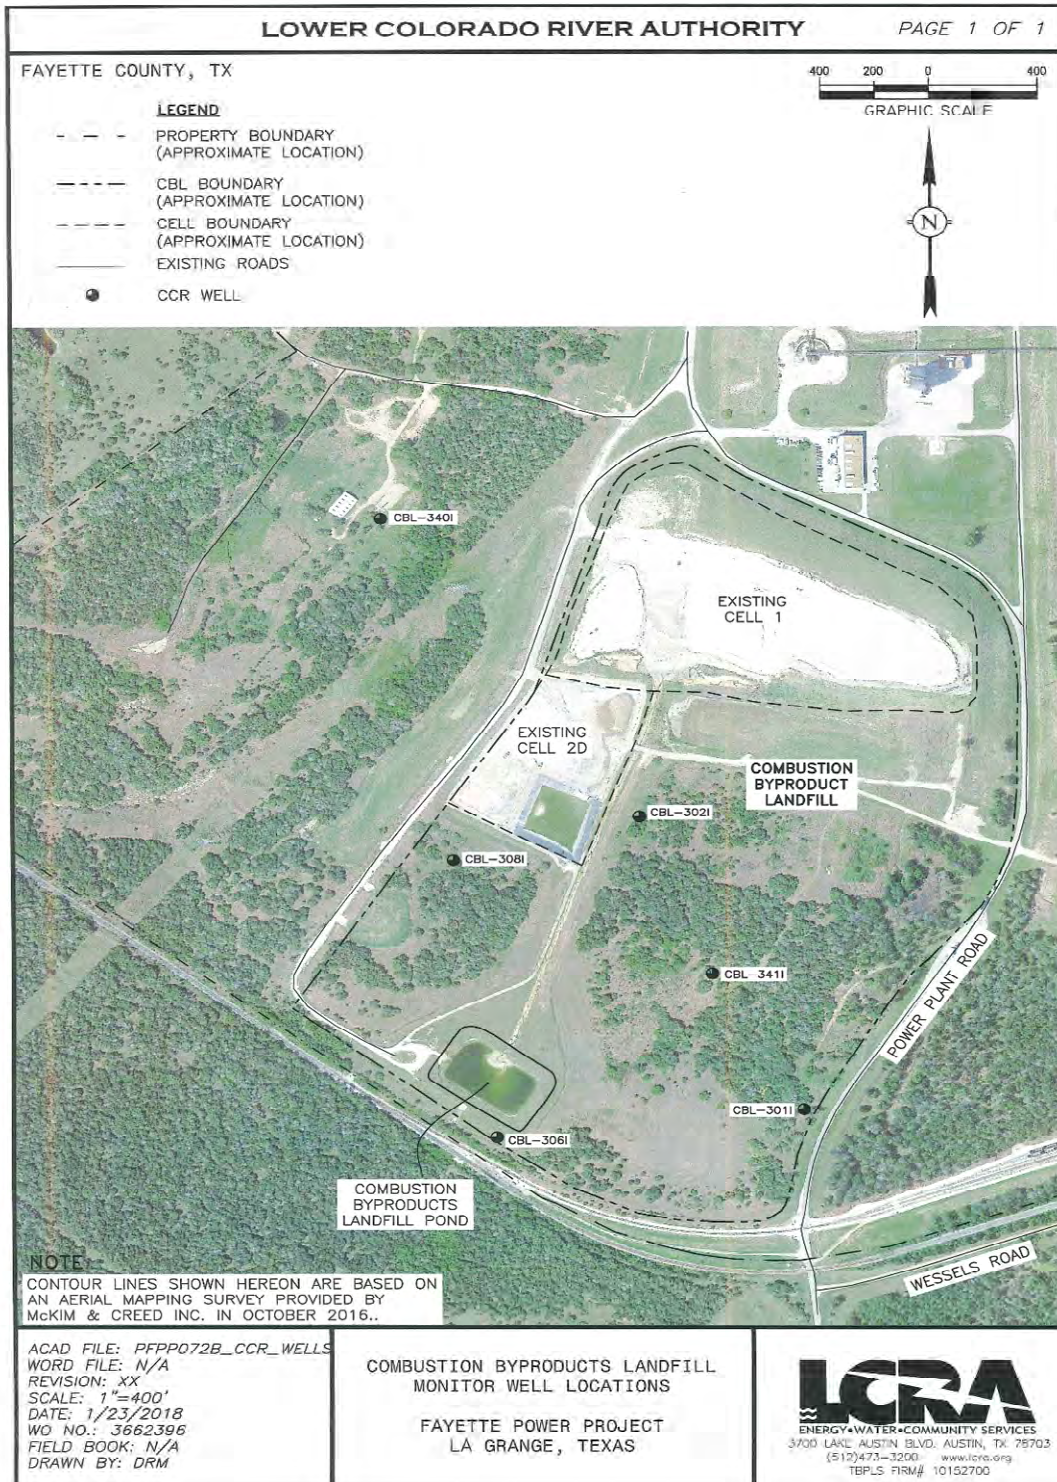 LOWER COLORADO RIVER AUTHORITY
PAGE 1 OF 1
FAYETTE COUNTY, TX
LEGEND
PROPERTY BOUNDARY
(APPROXIMATE LOCATION)
CBL BOUNDARY
(APPROXIMATE LOCATION)
CELL BOUNDARY
(APPROXIMATE LOCATION)
EXISTING ROADS
CCR WELL
400 200 0 400
GRAPHIC SCALE
N
CBL-340I
EXISTING
CELL 1
EXISTING
CELL 2D
COMBUSTION
BYPRODUCT
LANDFILL
CBL-302I
CBL-308I
CBL-341I
POWER PLANT ROAD
CBL-301I
CBL-306I
COMBUSTION
BYPRODUCTS
LANDFILL POND
WESSELS ROAD
NOTE:
CONTOUR LINES SHOWN HEREON ARE BASED ON
AN AERIAL MAPPING SURVEY PROVIDED BY
McKIM & CREED INC. IN OCTOBER 2016..
ACAD FILE: PFPP072B_CCR_WELLS
WORD FILE: N/A
REVISION: XX
SCALE: 1"=400'
DATE: 1/23/2018
WO NO.: 3662396
FIELD BOOK: N/A
DRAWN BY: DRM
COMBUSTION BYPRODUCTS LANDFILL
MONITOR WELL LOCATIONS
FAYETTE POWER PROJECT
LA GRANGE, TEXAS
LCRA
ENERGY•WATER•COMMUNITY SERVICES
3700 LAKE AUSTIN BLVD. AUSTIN, TX 78703
(512)473-3200 www.lcra.org
TBPLS FIRM# 10152700